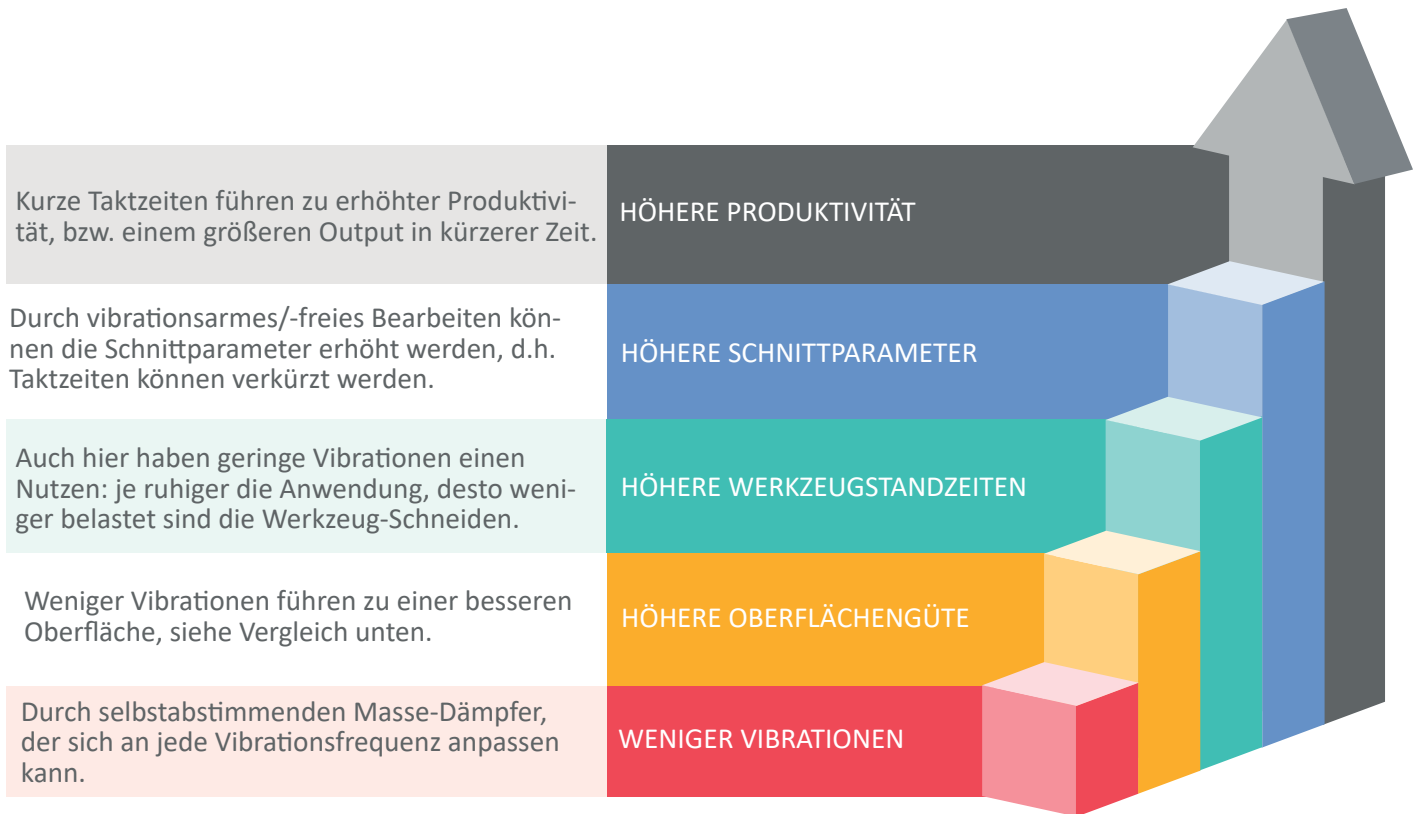 Kurze Taktzeiten führen zu erhöhter Produktivi-
tät, bzw. einem größeren Output in kürzerer Zeit.
HÖHERE PRODUKTIVITÄT
Durch vibrationsarmes/-freies Bearbeiten kön-
nen die Schnittparameter erhöht werden, d.h.
Taktzeiten können verkürzt werden.
HÖHERE SCHNITTPARAMETER
Auch hier haben geringe Vibrationen einen
Nutzen: je ruhiger die Anwendung, desto weni-
ger belastet sind die Werkzeug-Schneiden.
HÖHERE WERKZEUGSTANDZEITEN
Weniger Vibrationen führen zu einer besseren
Oberfläche, siehe Vergleich unten.
HÖHERE OBERFLÄCHENGÜTE
Durch selbstabstimmenden Masse-Dämpfer,
der sich an jede Vibrationsfrequenz anpassen
kann.
WENIGER VIBRATIONEN